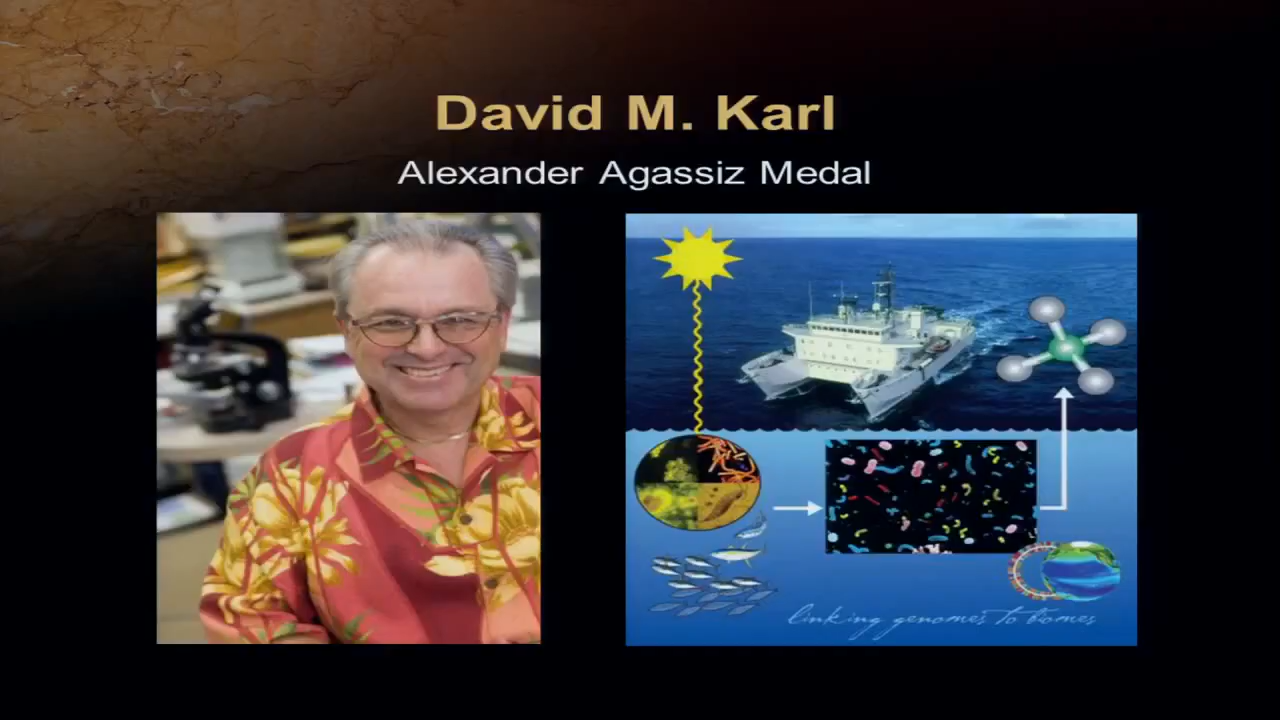 David M. Karl
Alexander Agassiz Medal
linking genomes to biomes